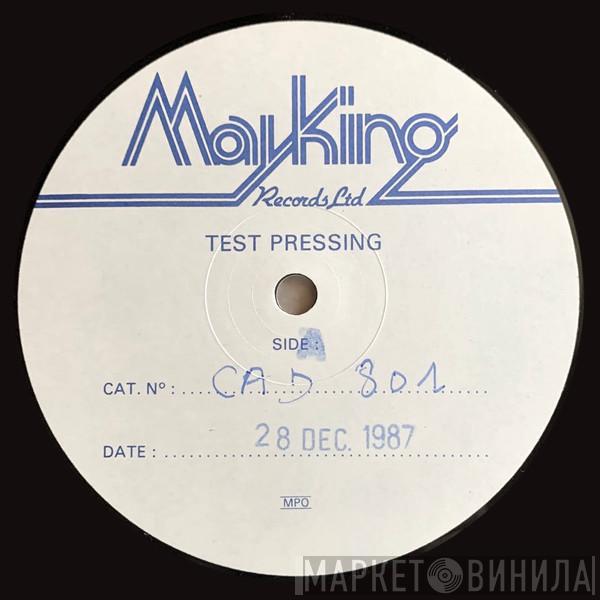 Mayking
Records Ltd
TEST PRESSING
SIDE : A
CAT. Nº : CAD 801
28 DEC. 1987
DATE :
MPO
МАРКЕТ ВИНИЛА